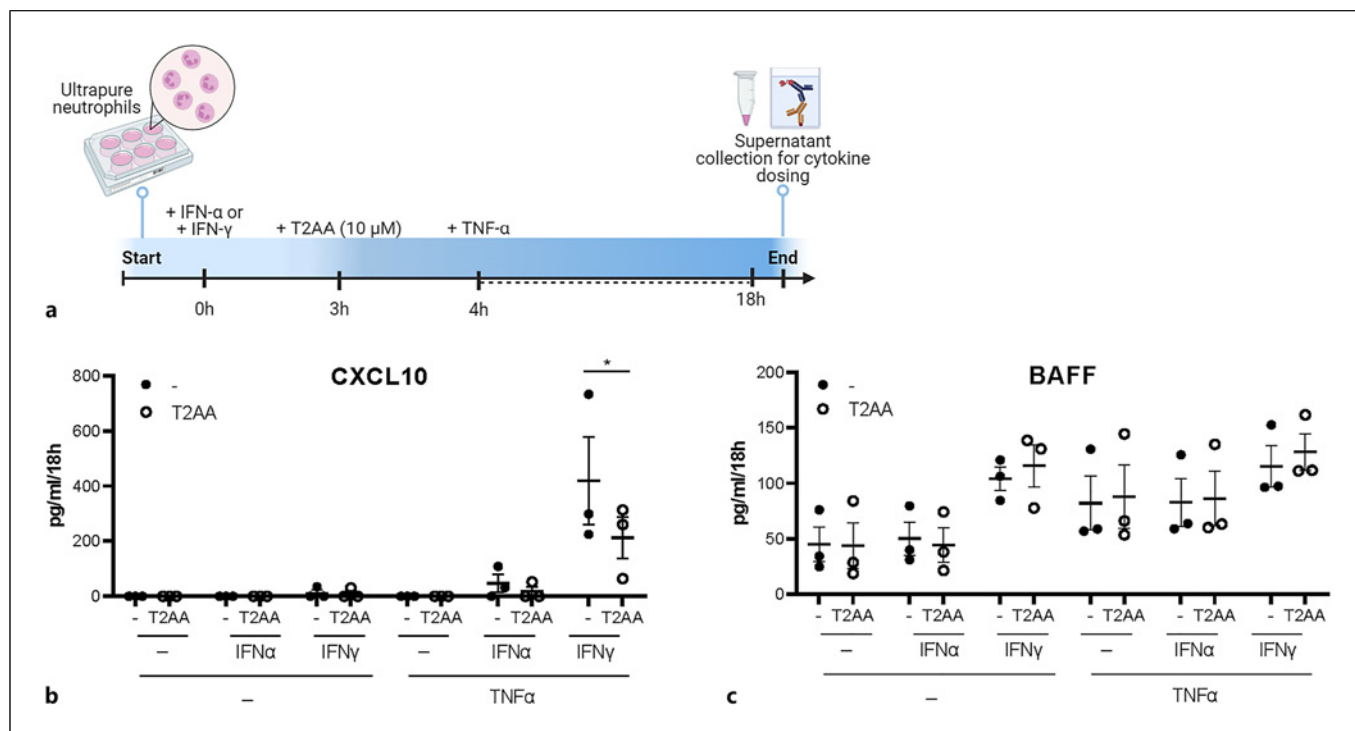 Ultrapure
neutrophils
Supernatant
collection for cytokine
dosing
+ IFN-α or
+ IFN-γ
+ T2AA (10 μM)
+ TNF-α
Start
End
0h
3h
4h
18h
a
CXCL10
-
T2AA
*
pg/ml/18h
800
600
400
200
0
- T2AA - T2AA - T2AA - T2AA - T2AA - T2AA
– IFNα IFNγ – IFNα IFNγ
– TNFα
b
BAFF
-
T2AA
pg/ml/18h
200
150
100
50
0
- T2AA - T2AA - T2AA - T2AA - T2AA - T2AA
– IFNα IFNγ – IFNα IFNγ
– TNFα
c